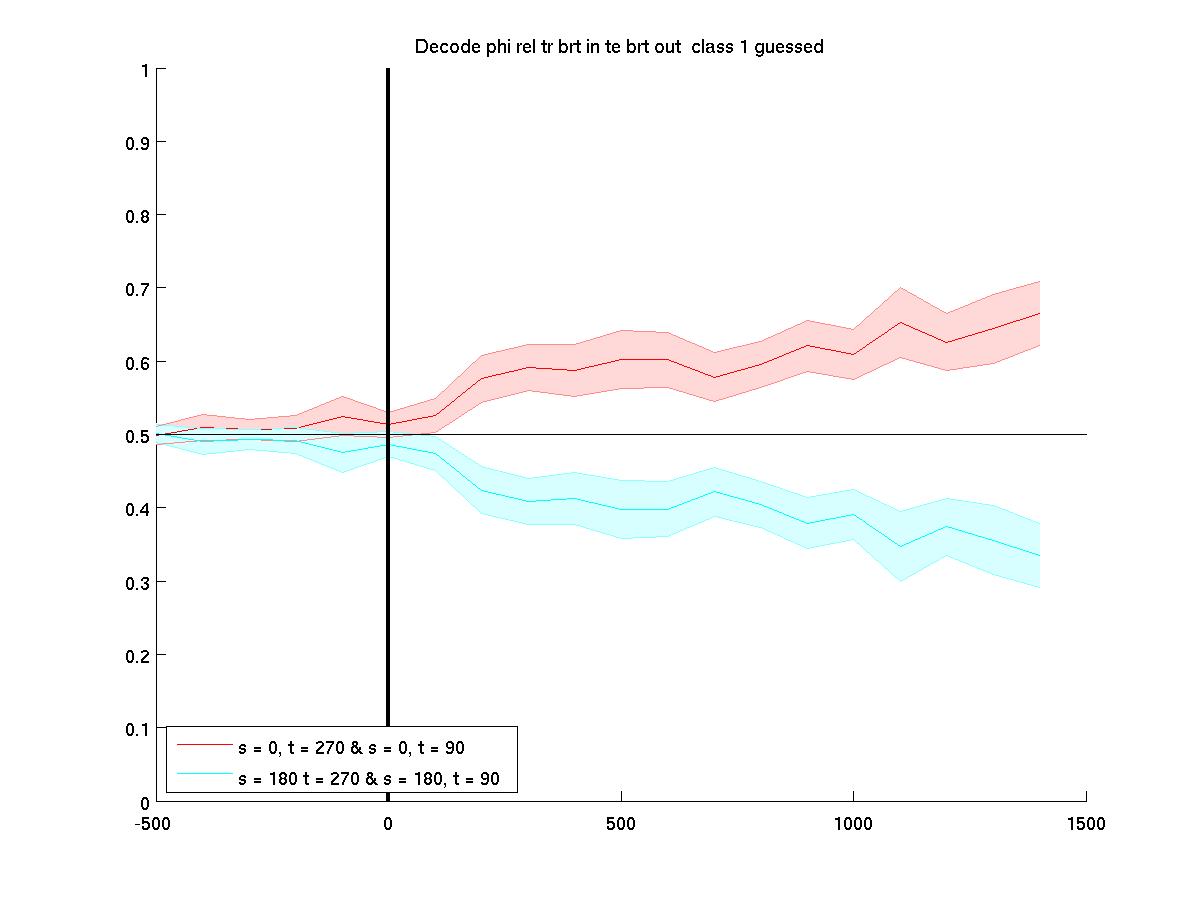 Decode phi rel tr brt in te brt out  class 1 guessed
1
0.9
0.8
0.7
0.6
0.5
0.4
0.3
0.2
0.1
0
s = 0, t = 270 & s = 0, t = 90
s = 180 t = 270 & s = 180, t = 90
-500 0 500 1000 1500